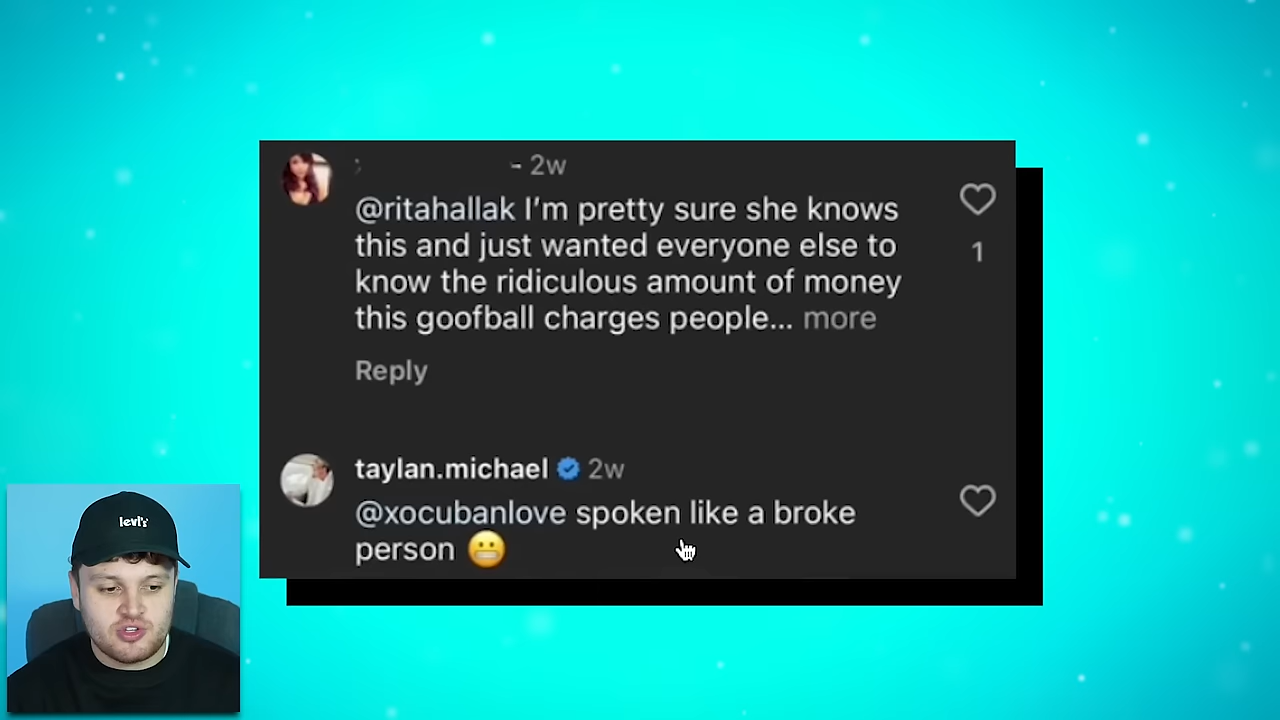 - 2w
@ritahallak I’m pretty sure she knows
this and just wanted everyone else to
know the ridiculous amount of money
this goofball charges people... more
1
Reply
taylan.michael 2w
@xocubanlove spoken like a broke
person 😬
levi's